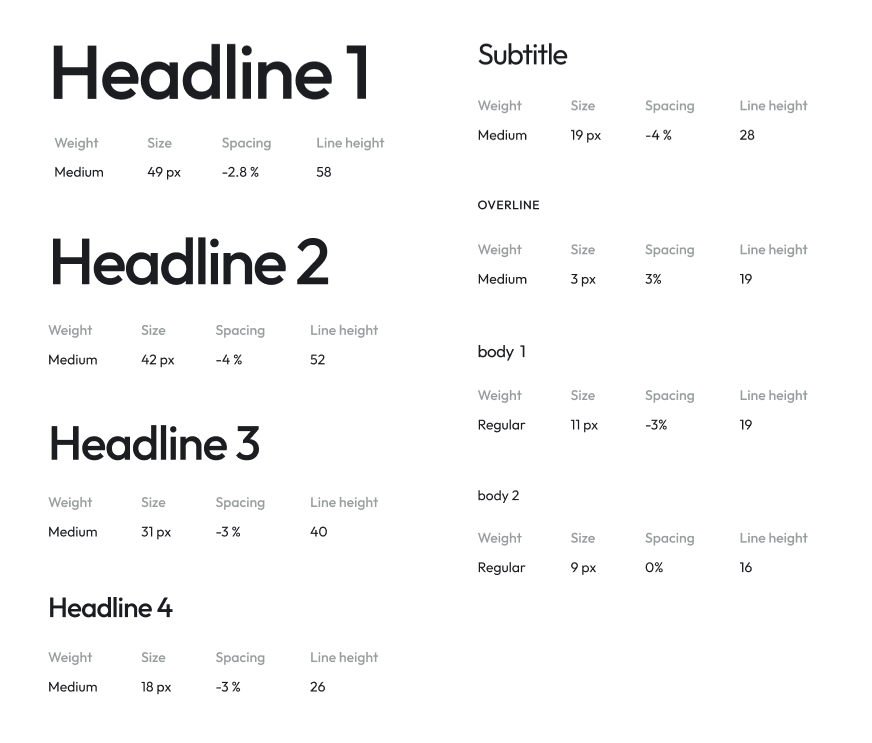 Headline 1
Weight Size Spacing Line height
Medium 49 px -2.8 % 58
Headline 2
Weight Size Spacing Line height
Medium 42 px -4 % 52
Headline 3
Weight Size Spacing Line height
Medium 31 px -3 % 40
Headline 4
Weight Size Spacing Line height
Medium 18 px -3 % 26
Subtitle
Weight Size Spacing Line height
Medium 19 px -4 % 28
OVERLINE
Weight Size Spacing Line height
Medium 3 px 3% 19
body 1
Weight Size Spacing Line height
Regular 11 px -3% 19
body 2
Weight Size Spacing Line height
Regular 9 px 0% 16